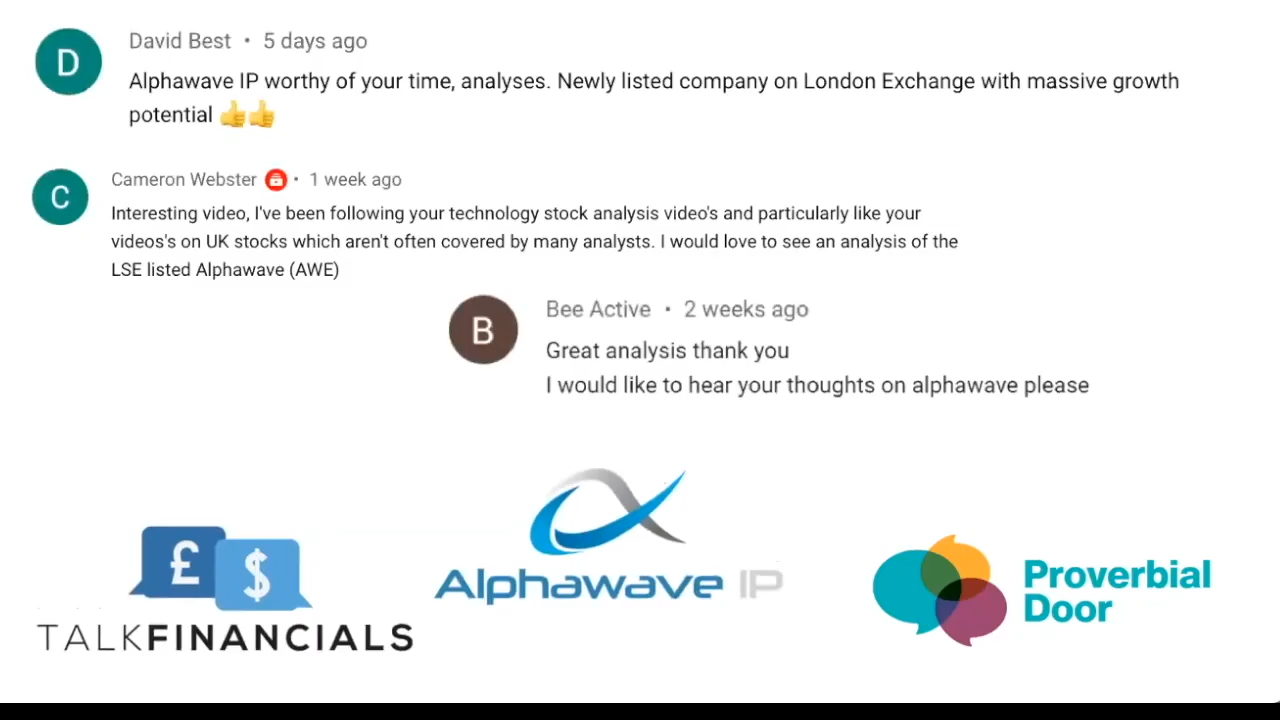 D
David Best • 5 days ago
Alphawave IP worthy of your time, analyses. Newly listed company on London Exchange with massive growth
potential 👍👍
C
Cameron Webster • 1 week ago
Interesting video, I've been following your technology stock analysis video's and particularly like your
videos's on UK stocks which aren't often covered by many analysts. I would love to see an analysis of the
LSE listed Alphawave (AWE)
B
Bee Active • 2 weeks ago
Great analysis thank you
I would like to hear your thoughts on alphawave please
£ $
TALKFINANCIALS
Alphawave IP
Proverbial
Door